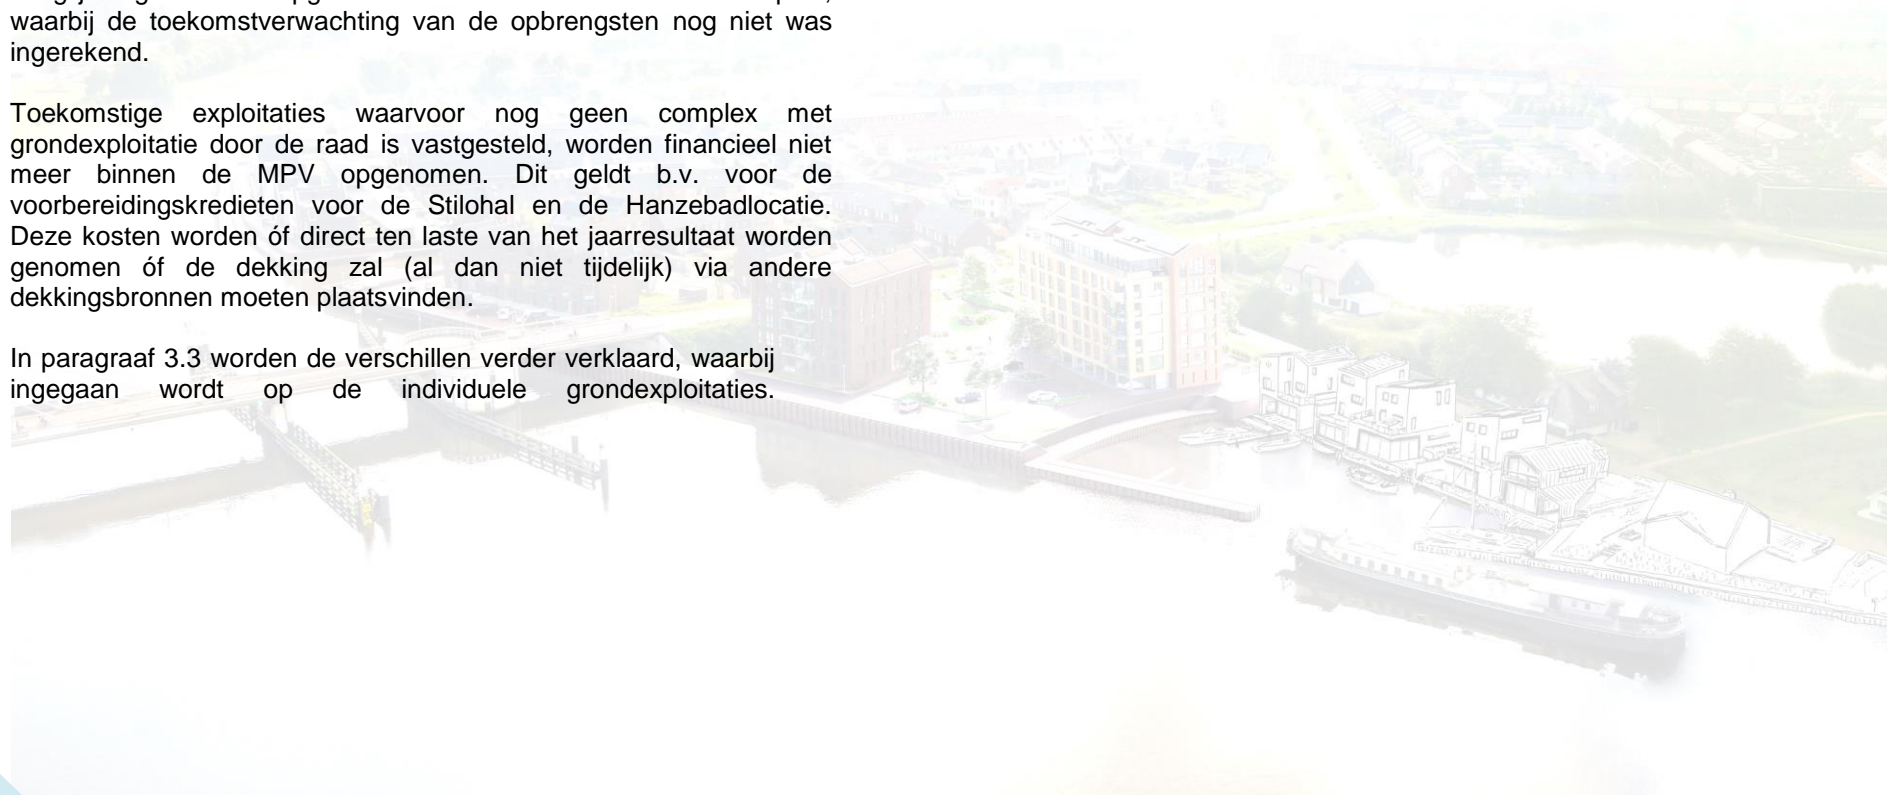 waarbij de toekomstverwachting van de opbrengsten nog niet was
ingerekend.
Toekomstige exploitaties waarvoor nog geen complex met
grondexploitatie door de raad is vastgesteld, worden financieel niet
meer binnen de MPV opgenomen. Dit geldt b.v. voor de
voorbereidingskredieten voor de Stilohal en de Hanzebadlocatie.
Deze kosten worden óf direct ten laste van het jaarresultaat worden
genomen óf de dekking zal (al dan niet tijdelijk) via andere
dekkingsbronnen moeten plaatsvinden.
In paragraaf 3.3 worden de verschillen verder verklaard, waarbij
ingegaan wordt op de individuele grondexploitaties.